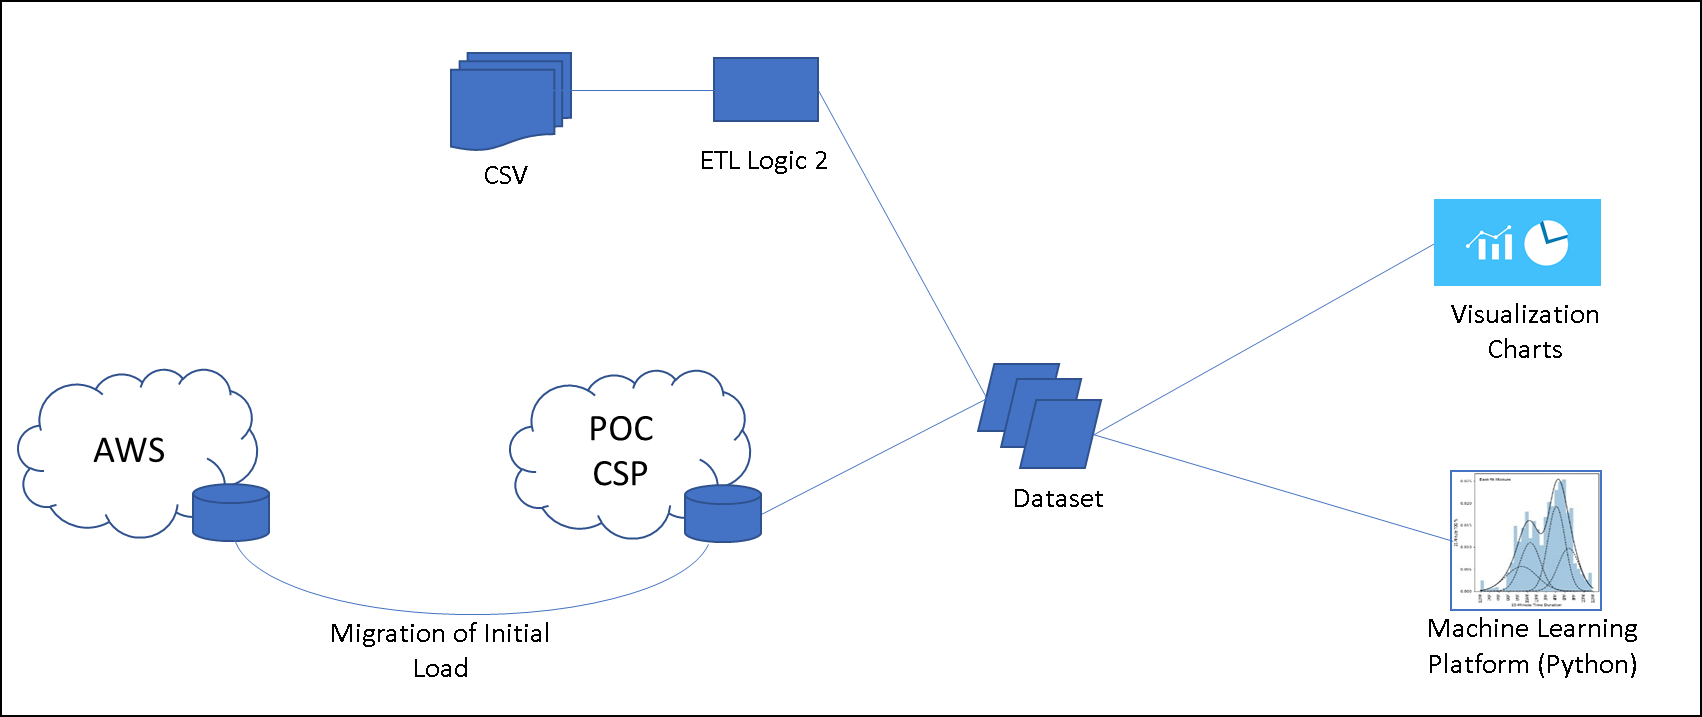 CSV
ETL Logic 2
Visualization
Charts
AWS
POC
CSP
Dataset
Migration of Initial
Load
Machine Learning
Platform (Python)